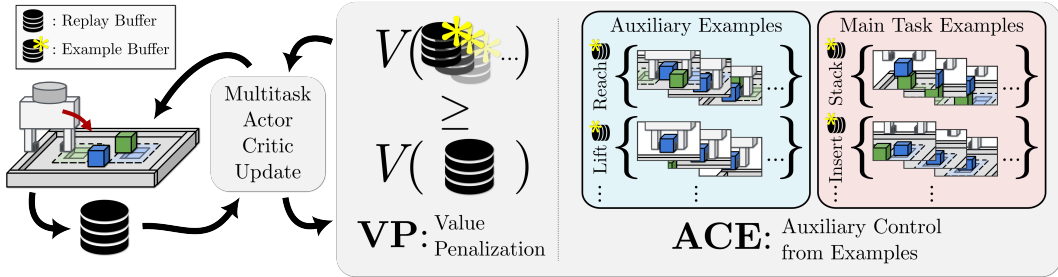 : Replay Buffer
: Example Buffer
Multitask
Actor
Critic
Update
V( ...)
≥
V( )
VP: Value
Penalization
Auxiliary Examples
Reach
...
Lift
...
...
Main Task Examples
Stack
...
Insert
...
...
ACE: Auxiliary Control
from Examples